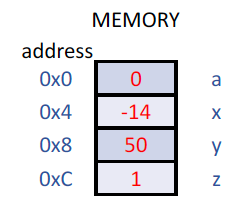 MEMORY
address
0x0 0 a
0x4 -14 x
0x8 50 y
0xC 1 z